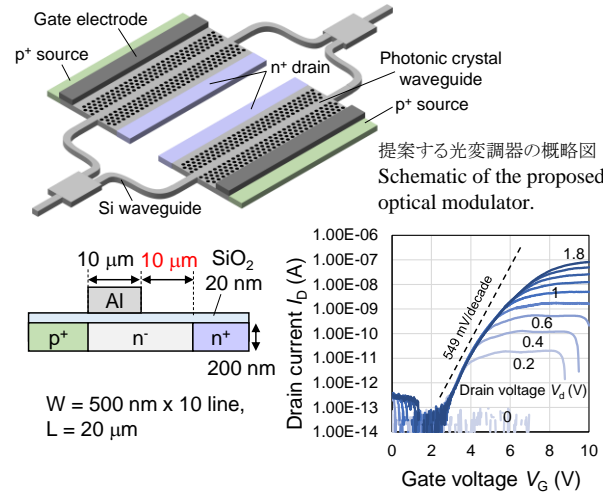 Gate electrode
p⁺ source
n⁺ drain
Photonic crystal
waveguide
p⁺ source
Si waveguide
提案する光変調器の概略図
Schematic of the proposed
optical modulator.
10 μm
10 μm
SiO₂
20 nm
Al
p⁺
n⁻
n⁺
200 nm
W = 500 nm x 10 line,
L = 20 μm
Drain current I_D (A)
1.00E-06
1.00E-07
1.00E-08
1.00E-09
1.00E-10
1.00E-11
1.00E-12
1.00E-13
1.00E-14
549 mV/decade
1.8
1
0.6
0.4
0.2
Drain voltage V_d (V)
0
0 2 4 6 8 10
Gate voltage V_G (V)